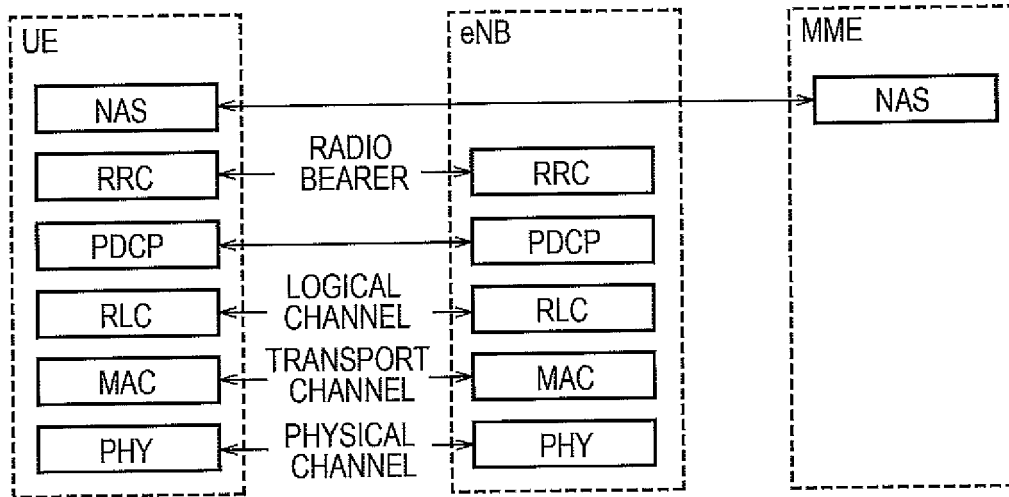 UE
eNB
MME
NAS
NAS
RADIO
BEARER
RRC
RRC
PDCP
PDCP
LOGICAL
CHANNEL
RLC
RLC
TRANSPORT
CHANNEL
MAC
MAC
PHYSICAL
CHANNEL
PHY
PHY